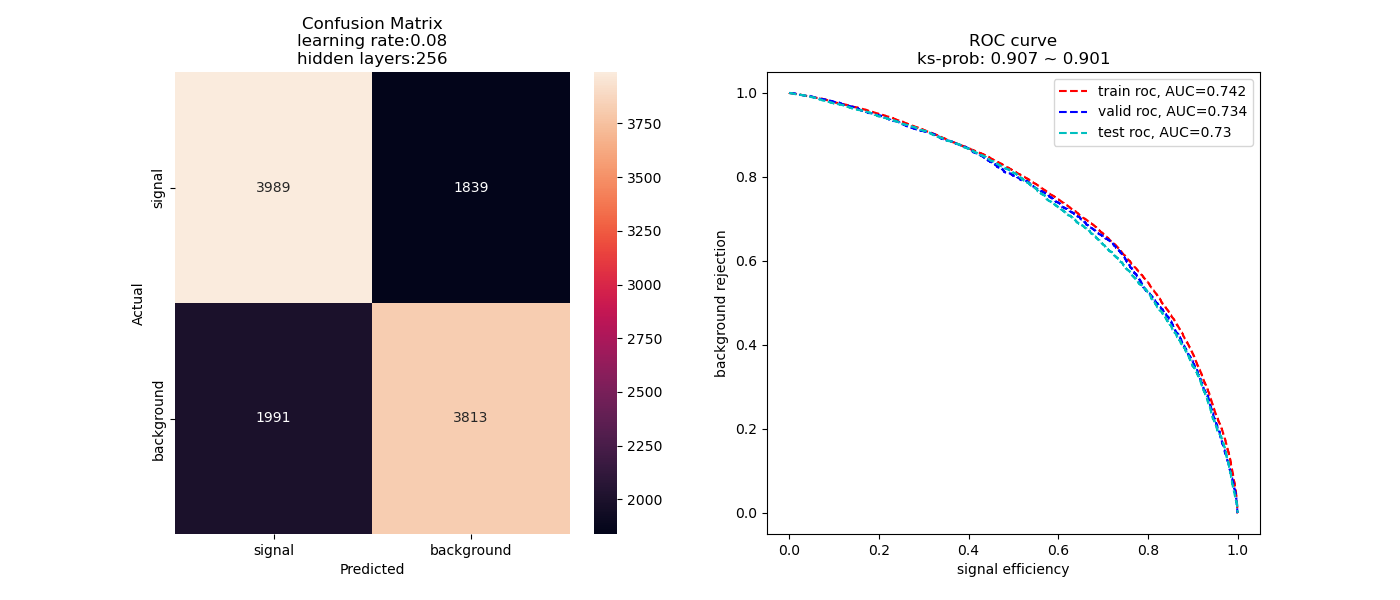 Confusion Matrix
learning rate:0.08
hidden layers:256
signal
background
Actual
3989
1839
1991
3813
signal
background
Predicted
3750
3500
3250
3000
2750
2500
2250
2000
ROC curve
ks-prob: 0.907 ~ 0.901
train roc, AUC=0.742
valid roc, AUC=0.734
test roc, AUC=0.73
background rejection
1.0
0.8
0.6
0.4
0.2
0.0
0.0
0.2
0.4
0.6
0.8
1.0
signal efficiency